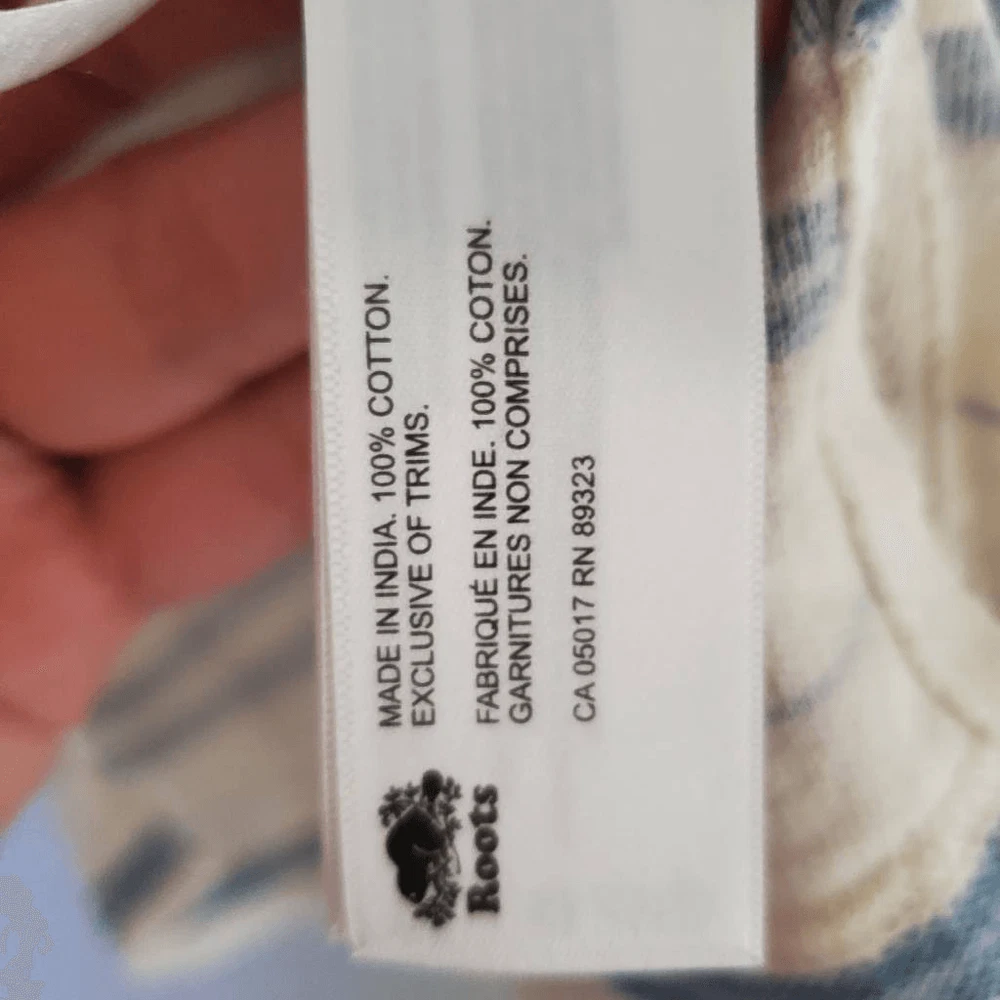 Roots
MADE IN INDIA. 100% COTTON.
EXCLUSIVE OF TRIMS.
FABRIQUÉ EN INDE. 100% COTON.
GARNITURES NON COMPRISES.
CA 05017 RN 89323